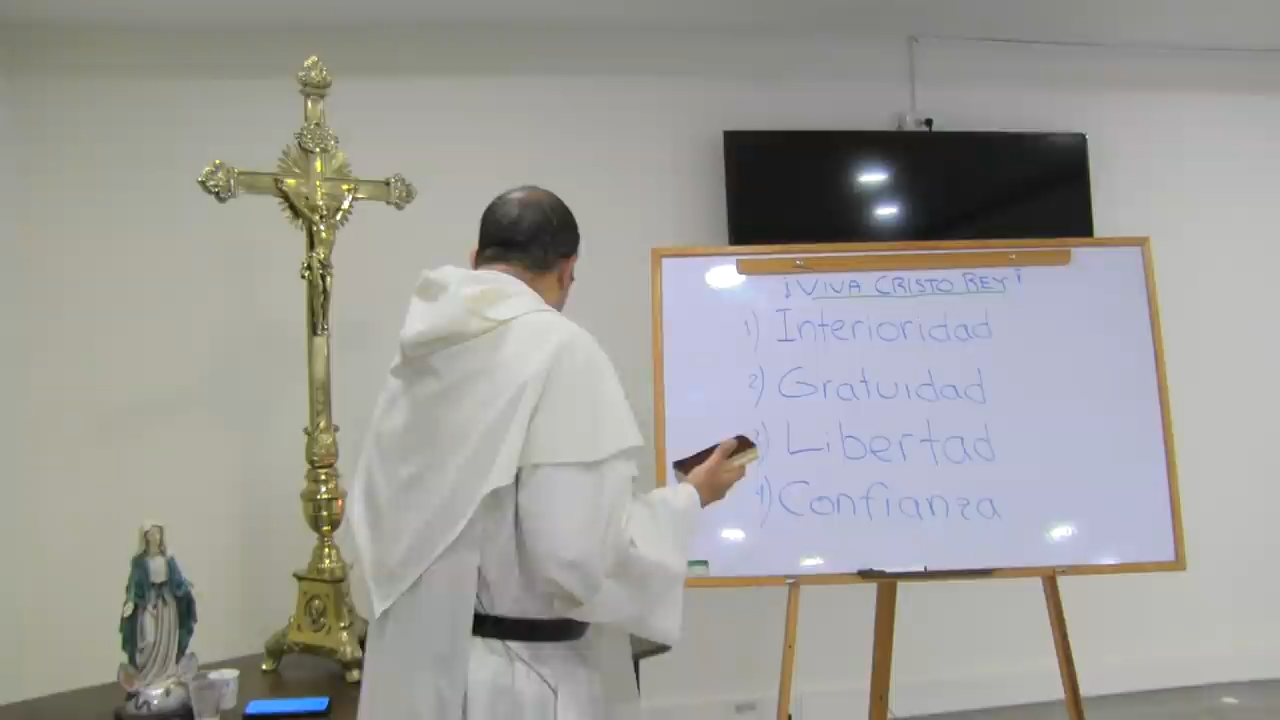 ¡VIVA CRISTO REY!
1) Interioridad
2) Gratuidad
3) Libertad
4) Confianza